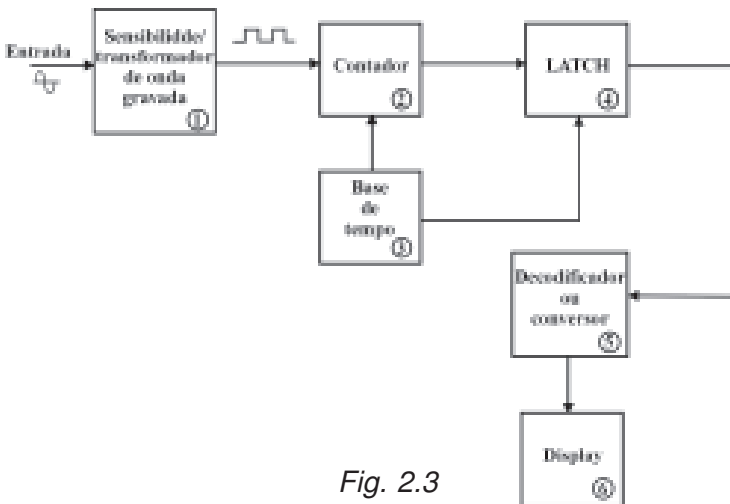 Entrada
Sensibilidde/
transformador
de onda
gravada
①
Contador
②
LATCH
④
Base
de
tempo
③
Decodificador
ou
conversor
⑤
Display
⑥
Fig. 2.3